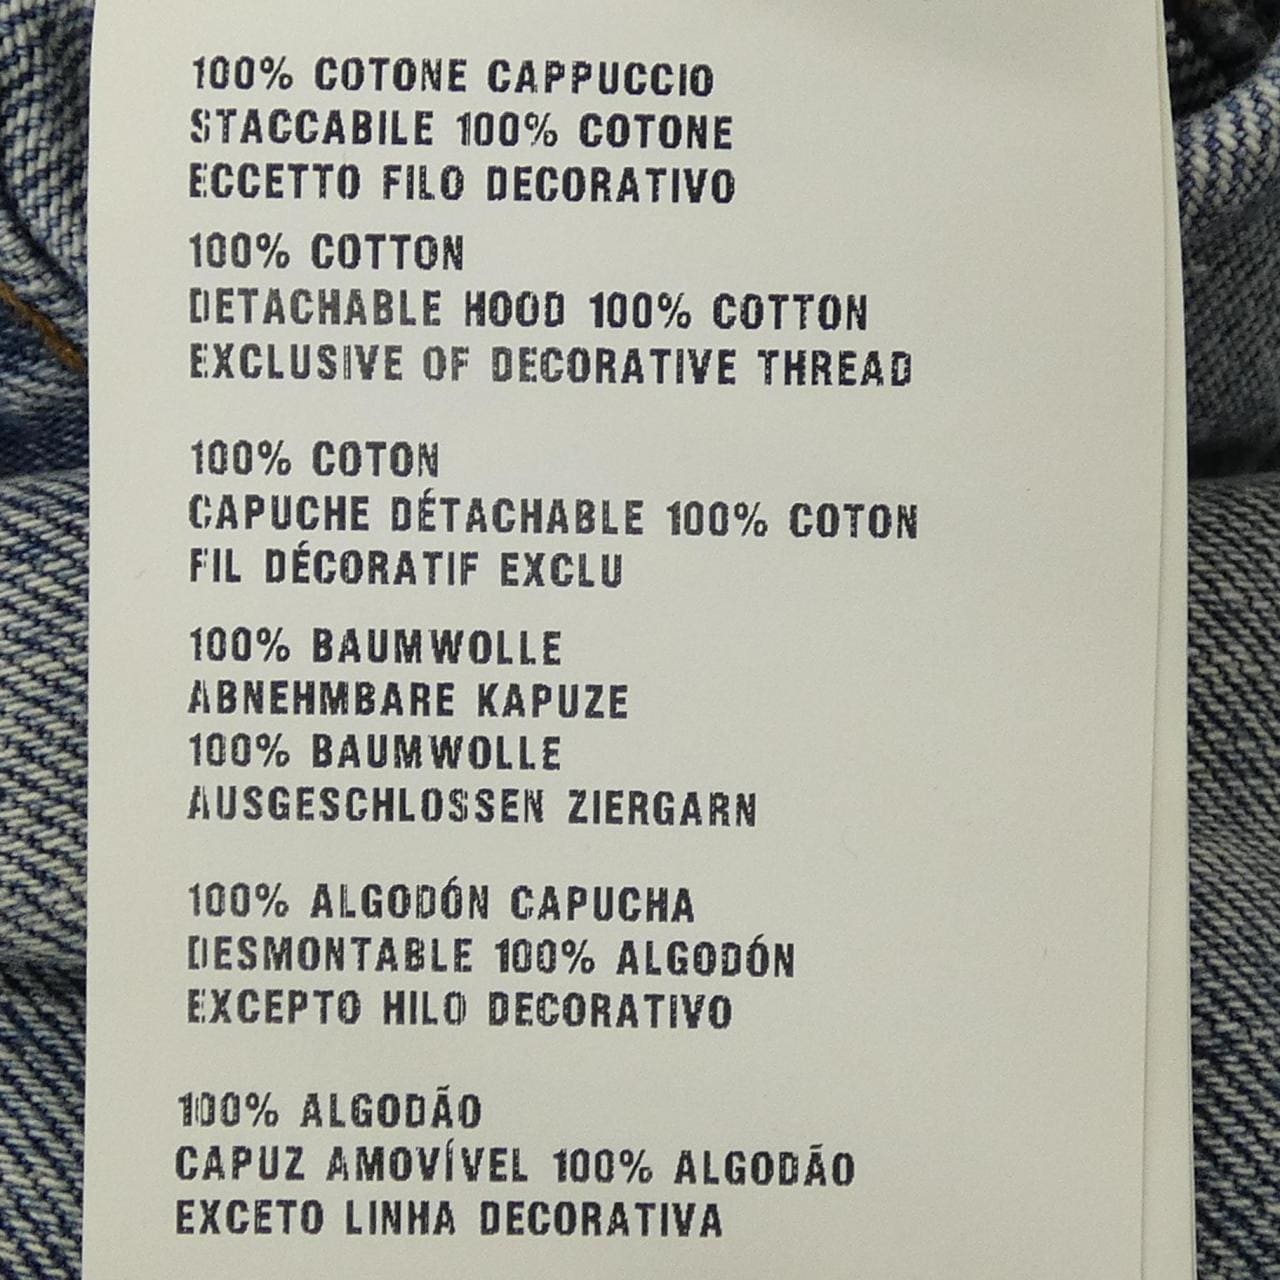 100% COTONE CAPPUCCIO
STACCABILE 100% COTONE
ECCETTO FILO DECORATIVO
100% COTTON
DETACHABLE HOOD 100% COTTON
EXCLUSIVE OF DECORATIVE THREAD
100% COTON
CAPUCHE DÉTACHABLE 100% COTON
FIL DÉCORATIF EXCLU
100% BAUMWOLLE
ABNEHMBARE KAPUZE
100% BAUMWOLLE
AUSGESCHLOSSEN ZIERGARN
100% ALGODÓN CAPUCHA
DESMONTABLE 100% ALGODÓN
EXCEPTO HILO DECORATIVO
100% ALGODÃO
CAPUZ AMOVÍVEL 100% ALGODÃO
EXCETO LINHA DECORATIVA